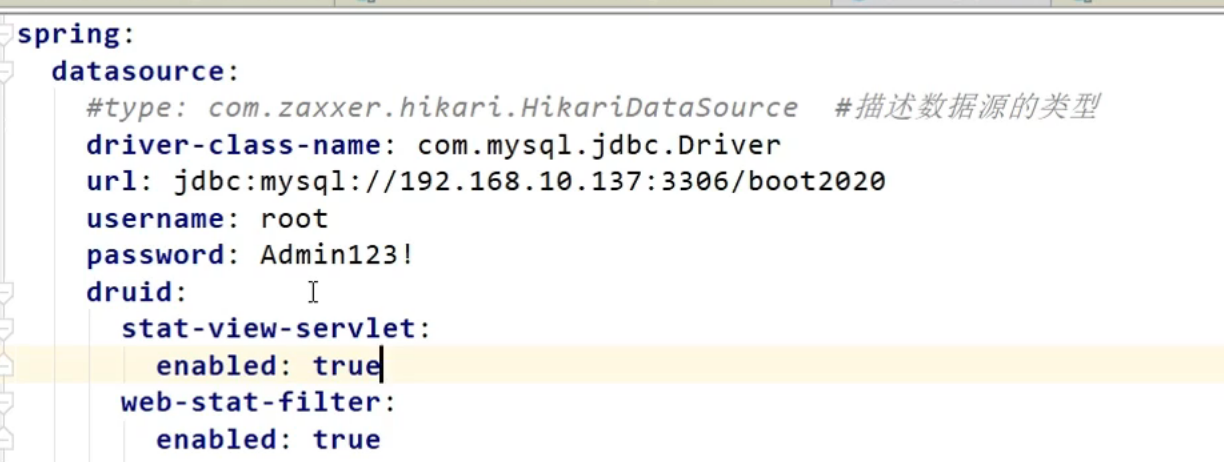 spring:
  datasource:
    #type: com.zaxxer.hikari.HikariDataSource  #描述数据源的类型
    driver-class-name: com.mysql.jdbc.Driver
    url: jdbc:mysql://192.168.10.137:3306/boot2020
    username: root
    password: Admin123!
    druid:
      stat-view-servlet:
        enabled: true
      web-stat-filter:
        enabled: true